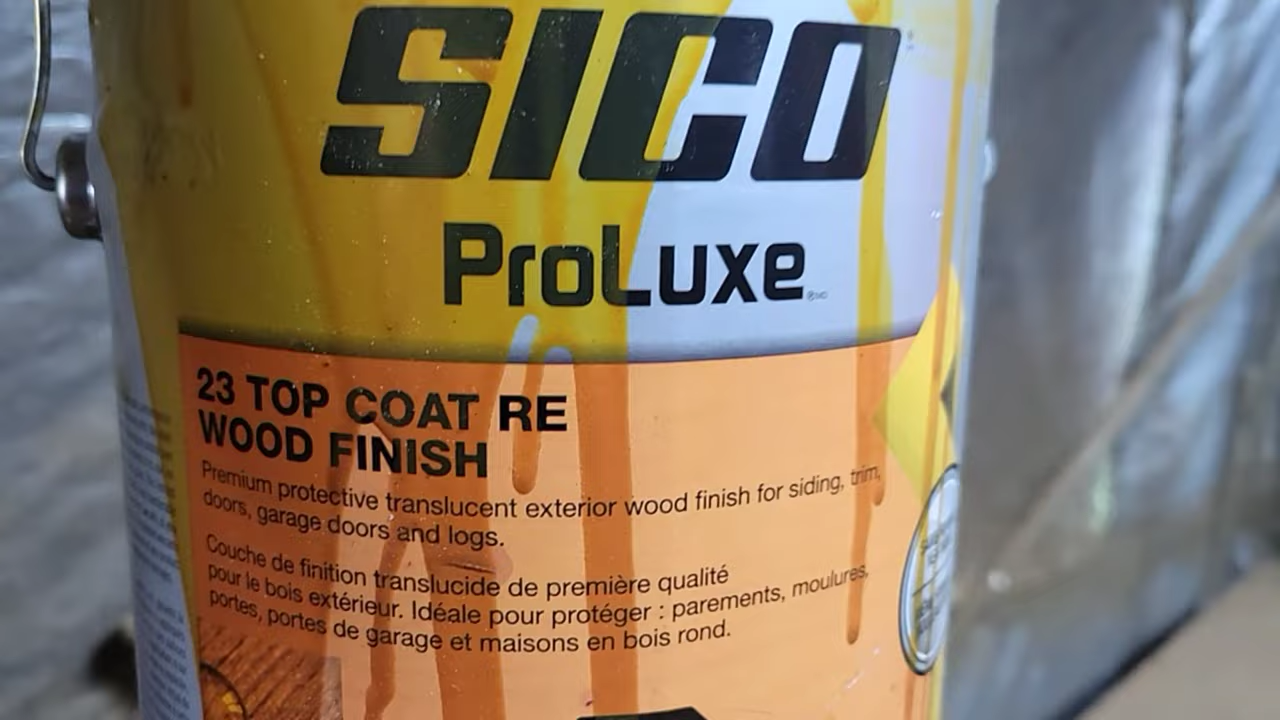 SICO
ProLuxe
23 TOP COAT RE
WOOD FINISH
Premium protective translucent exterior wood finish for siding, trim,
doors, garage doors and logs.
Couche de finition translucide de première qualité
pour le bois extérieur. Idéale pour protéger : parements, moulures,
portes, portes de garage et maisons en bois rond.